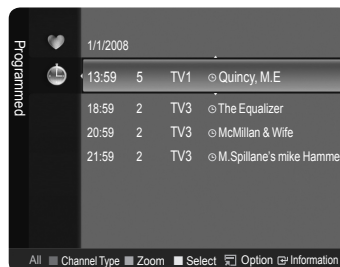 Programmed
1/1/2008
13:59 5 TV1 Quincy, M.E
18:59 2 TV3 The Equalizer
20:59 2 TV3 McMillan & Wife
21:59 2 TV3 M.Spillane's mike Hamme
All Channel Type Zoom Select Option Information